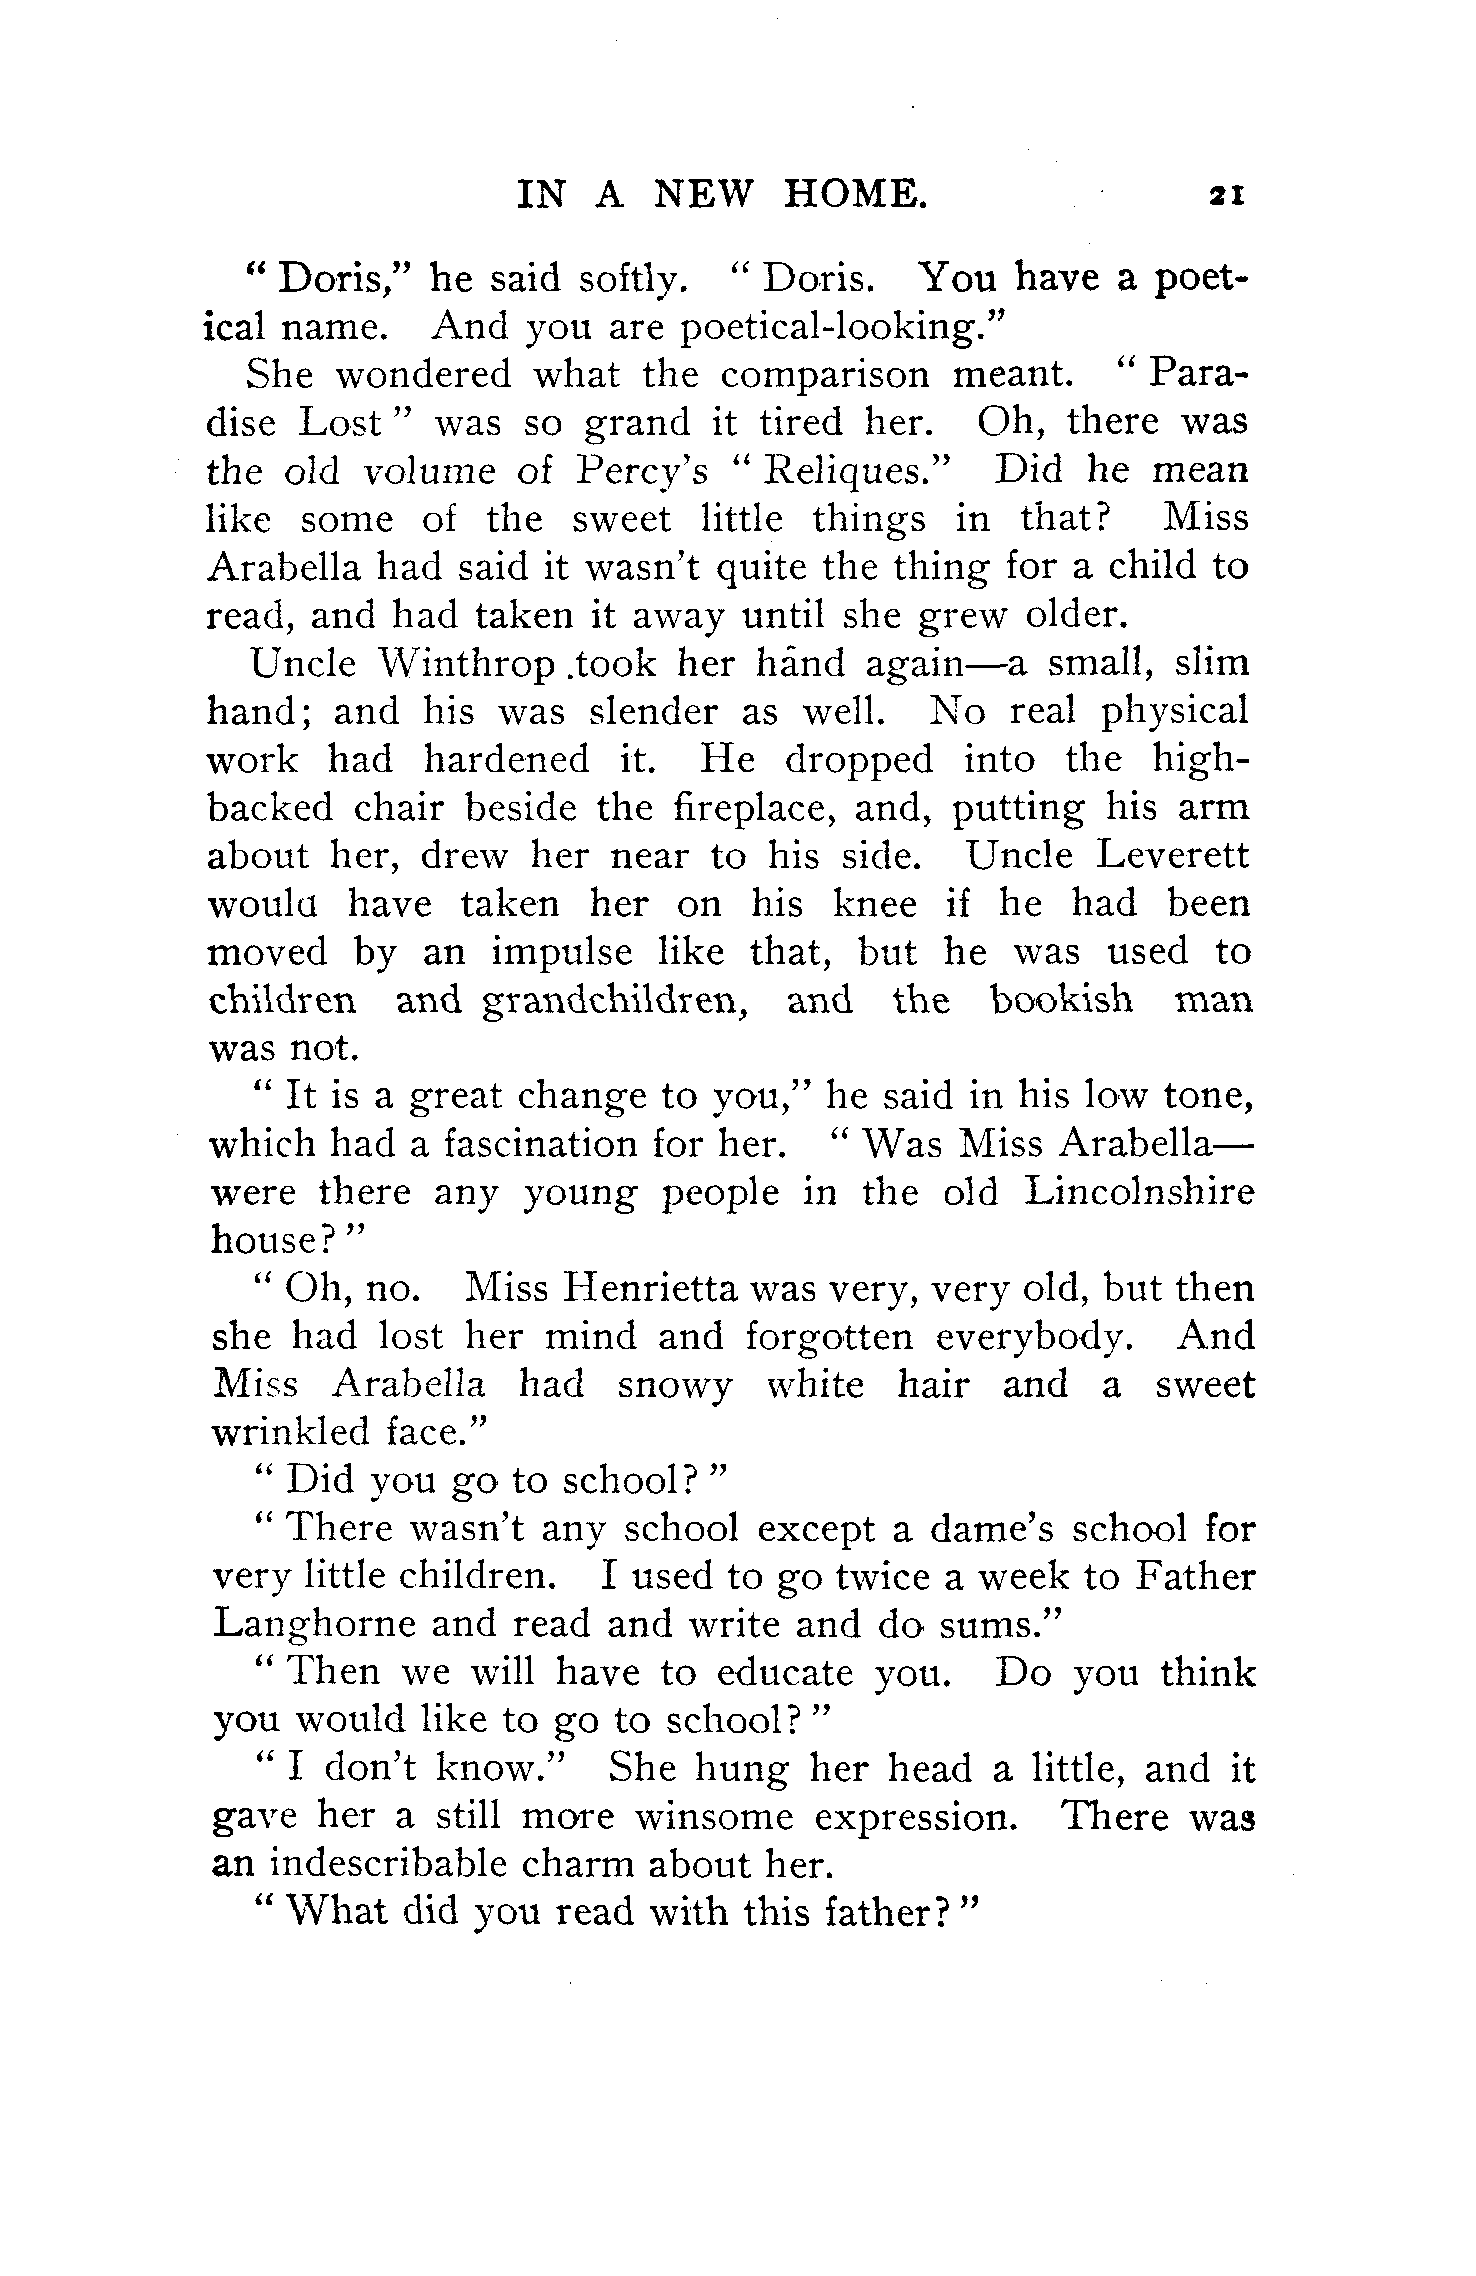 IN A NEW HOME. 21
" Doris," he said softly. " Doris. You have a poet-
ical name. And you are poetical-looking."
She wondered what the comparison meant. " Para-
dise Lost " was so grand it tired her. Oh, there was
the old volume of Percy's " Reliques." Did he mean
like some of the sweet little things in that? Miss
Arabella had said it wasn't quite the thing for a child to
read, and had taken it away until she grew older.
Uncle Winthrop took her hand again—a small, slim
hand; and his was slender as well. No real physical
work had hardened it. He dropped into the high-
backed chair beside the fireplace, and, putting his arm
about her, drew her near to his side. Uncle Leverett
would have taken her on his knee if he had been
moved by an impulse like that, but he was used to
children and grandchildren, and the bookish man
was not.
" It is a great change to you," he said in his low tone,
which had a fascination for her. " Was Miss Arabella—
were there any young people in the old Lincolnshire
house? "
" Oh, no. Miss Henrietta was very, very old, but then
she had lost her mind and forgotten everybody. And
Miss Arabella had snowy white hair and a sweet
wrinkled face."
" Did you go to school? "
" There wasn't any school except a dame's school for
very little children. I used to go twice a week to Father
Langhorne and read and write and do sums."
" Then we will have to educate you. Do you think
you would like to go to school? "
" I don't know." She hung her head a little, and it
gave her a still more winsome expression. There was
an indescribable charm about her.
" What did you read with this father? "